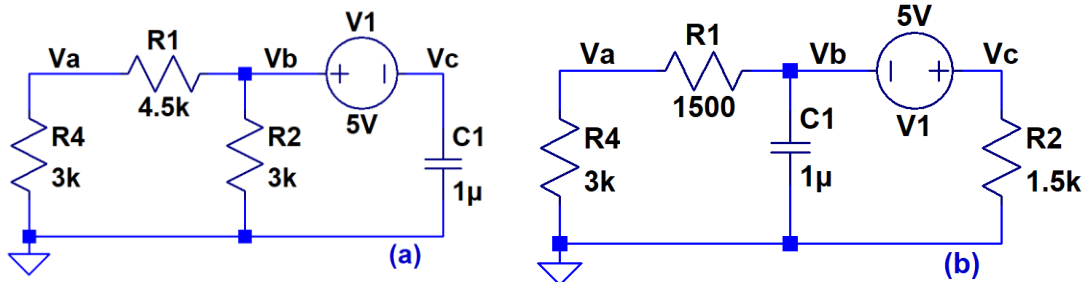 V1
R1
Va
Vb
Vc
+
4.5k
5V
R4
3k
R2
3k
C1
1µ
(a)
5V
R1
Va
Vb
Vc
+
1500
V1
C1
1µ
R4
3k
R2
1.5k
(b)